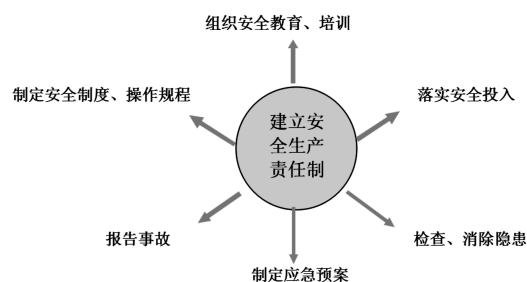 组织安全教育、培训
制定安全制度、操作规程
落实安全投入
建立安
全生产
责任制
报告事故
检查、消除隐患
制定应急预案